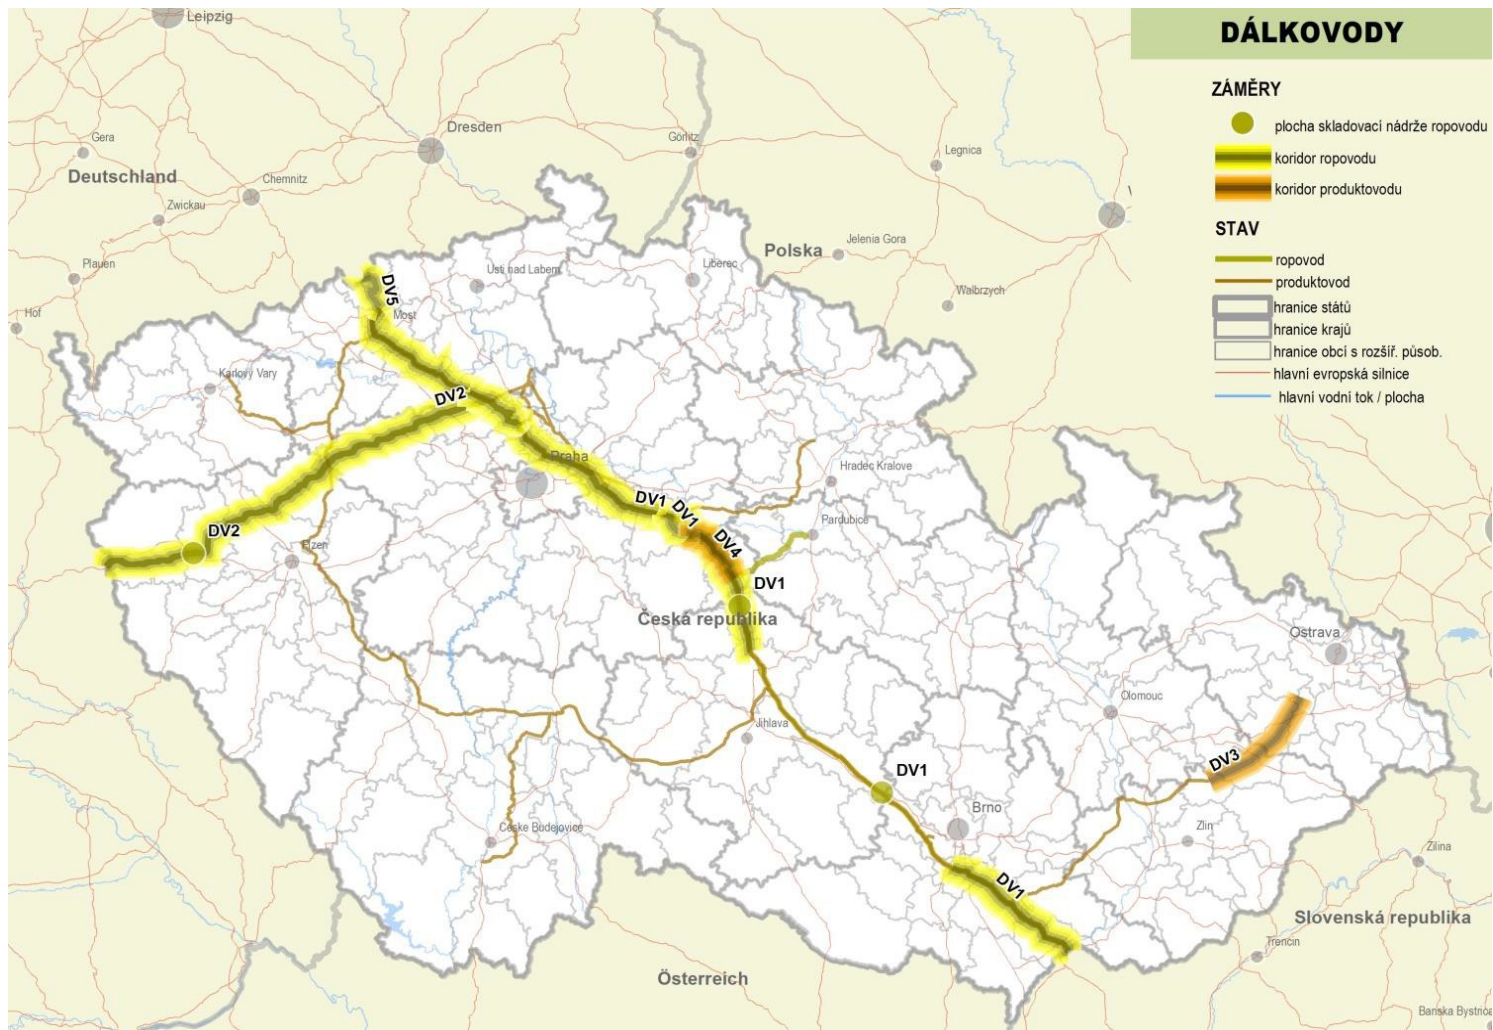 DÁLKOVODY
ZÁMĚRY
plocha skladovací nádrže ropovodu
koridor ropovodu
koridor produktovodu
STAV
ropovod
produktovod
hranice států
hranice krajů
hranice obcí s rozšíř. působ.
hlavní evropská silnice
hlavní vodní tok / plocha
Leipzig
Dresden
Görlitz
Gera
Legnica
Deutschland
Chemnitz
Zwickau
Polska
Jelenia Gora
Plauen
Usti nad Labem
Liberec
DV5
Walbrzych
Hof
Most
Karlovy Vary
DV2
Praha
Hradec Kralove
DV1
DV1
Pardubice
DV2
DV4
Plzen
DV1
Česká republika
Ostrava
Olomouc
Jihlava
DV3
DV1
Brno
Ceske Budejovice
Zlin
Zilina
DV1
Slovenská republika
Trencin
Österreich
Banska Bystrica